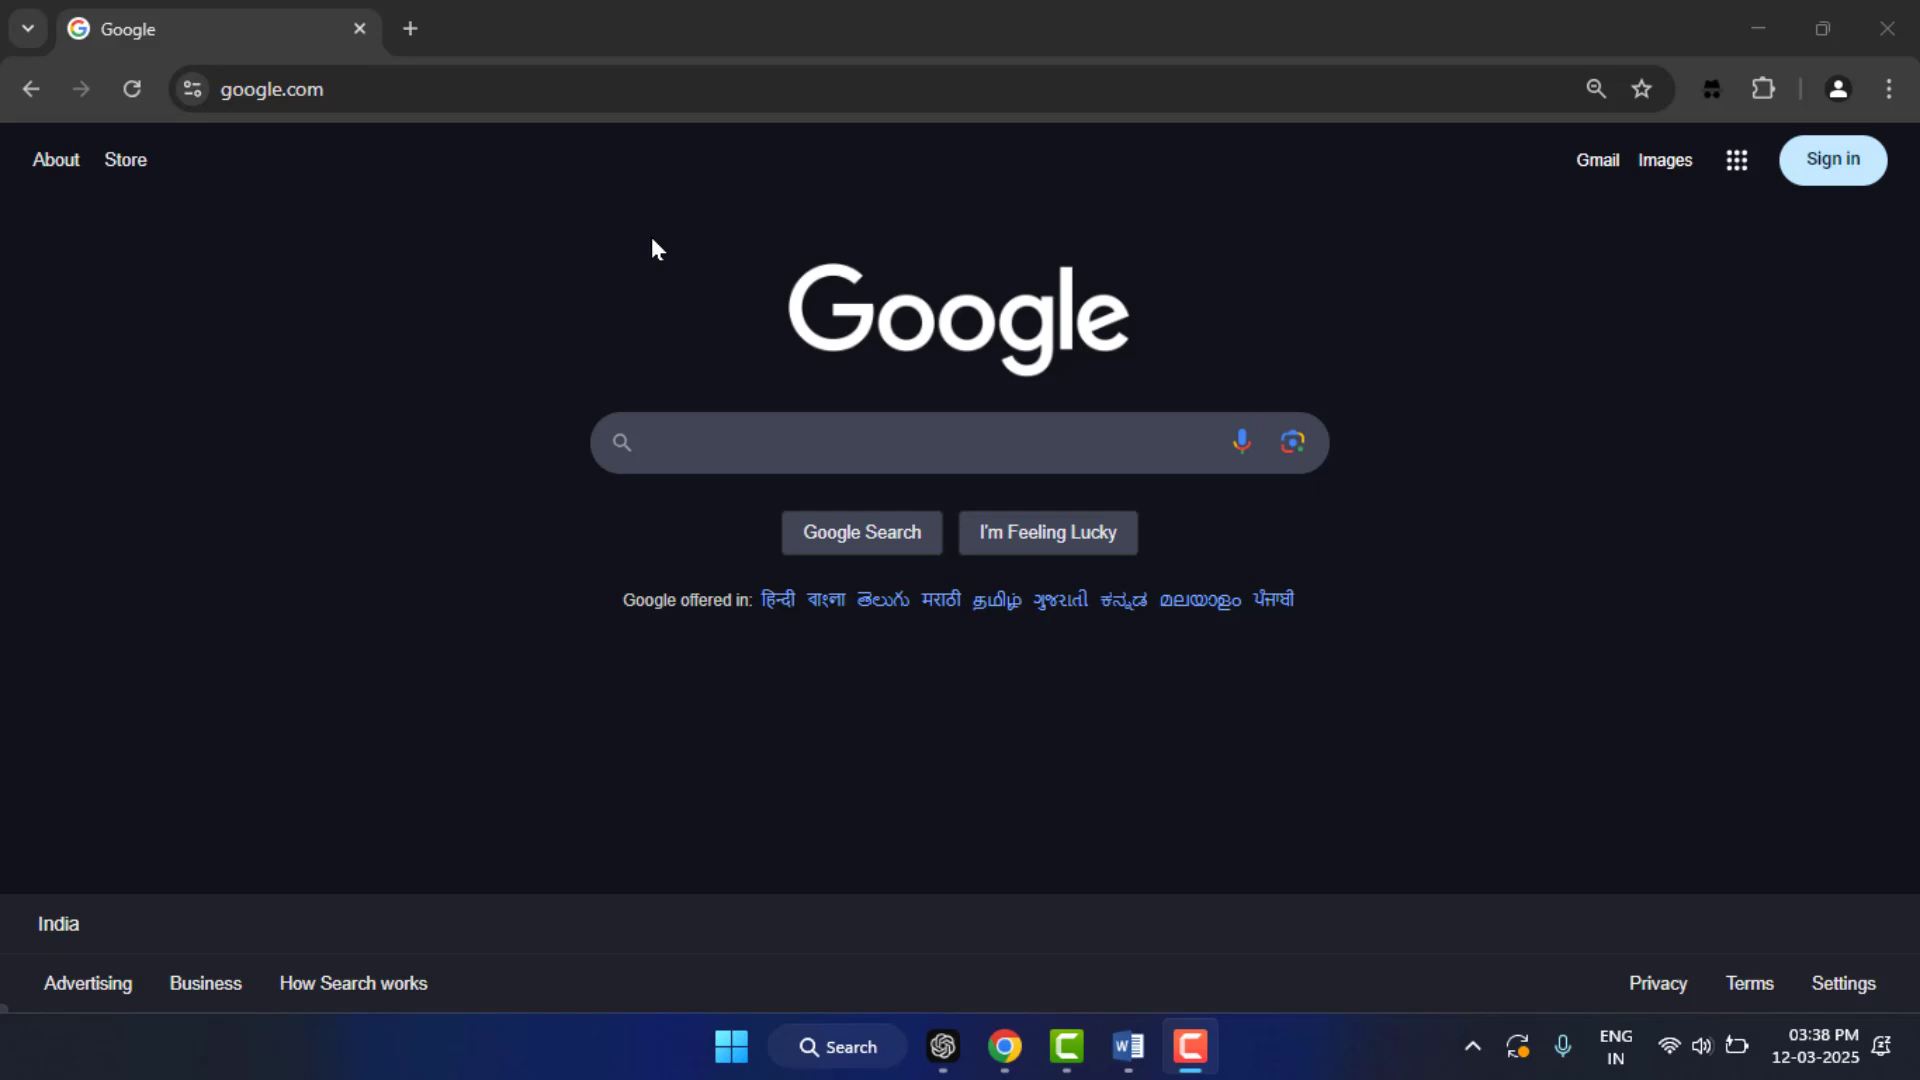 Google
google.com
About Store
Gmail Images Sign in
Google
Google Search I'm Feeling Lucky
Google offered in: हिन्दी বাংলা తెలుగు मराठी தமிழ் ગુજરાતી ಕನ್ನಡ മലയാളം ਪੰਜਾਬੀ
India
Advertising Business How Search works
Privacy Terms Settings
Search
ENG
IN
03:38 PM
12-03-2025